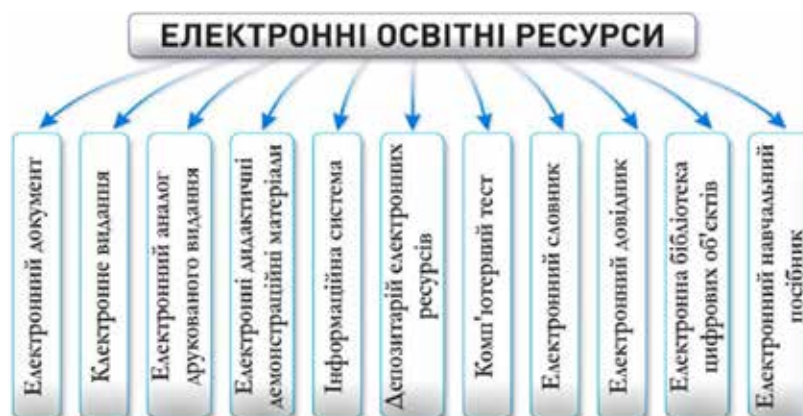 ЕЛЕКТРОННІ ОСВІТНІ РЕСУРСИ
Електронний документ
Клектронне видання
Електронний аналог
друкованого видання
Електронні дидактичні
демонстраційні матеріали
Інформаційна система
Депозитарій електронних
ресурсів
Комп'ютерний тест
Електронний словник
Електронний довідник
Електронна бібліотека
цифрових об'єктів
Електронний навчальний
посібник